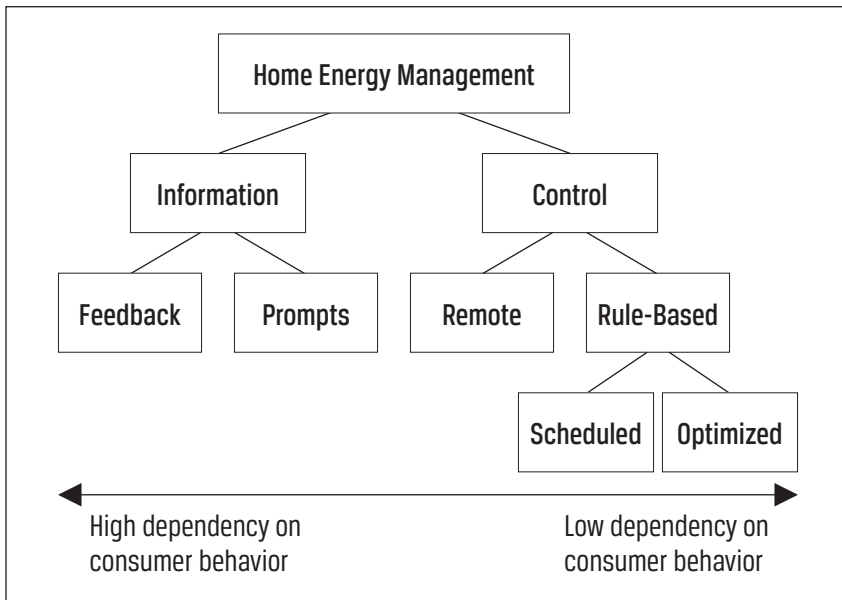 Home Energy Management
Information
Control
Feedback
Prompts
Remote
Rule-Based
Scheduled
Optimized
High dependency on
consumer behavior
Low dependency on
consumer behavior